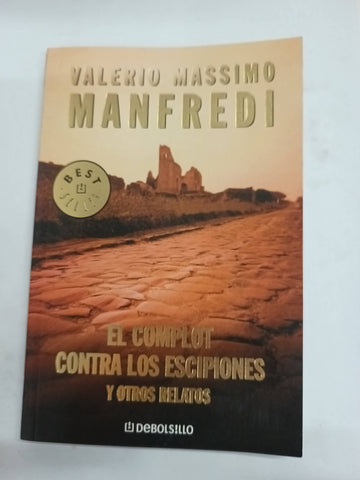 VALERIO MASSIMO
MANFREDI
BEST
SELLER
EL COMPLOT
CONTRA LOS ESCIPIONES
Y OTROS RELATOS
DEBOLSILLO